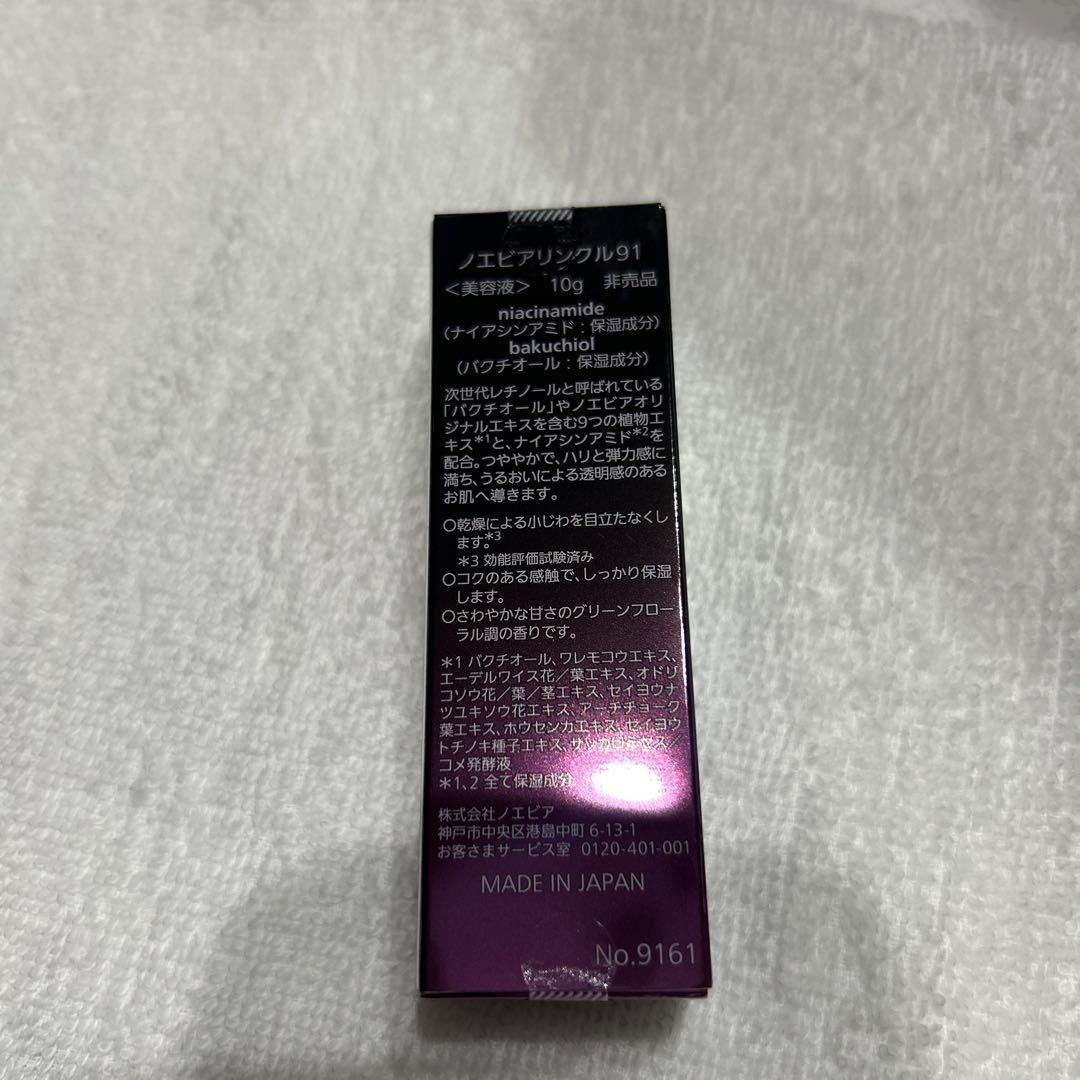 ノエビアリンクル91
＜美容液＞ 10g 非売品
niacinamide
(ナイアシンアミド：保湿成分)
bakuchiol
(バクチオール：保湿成分)
次世代レチノールと呼ばれている
「バクチオール」やノエビアオリ
ジナルエキスを含む9つの植物エ
キス*1と、ナイアシンアミド*2を
配合。つややかで、ハリと弾力感に
満ち、うるおいによる透明感のある
お肌へ導きます。
○乾燥による小じわを目立たなくし
ます。*3
*3 効能評価試験済み
○コクのある感触で、しっかり保湿
します。
○さわやかな甘さのグリーンフロー
ラル調の香りです。
*1 バクチオール、ワレモコウエキス、
エーデルワイス花／葉エキス、オドリ
コソウ花／葉／茎エキス、セイヨウナ
ツユキソウ花エキス、アーチチョーク
葉エキス、ホウセンカエキス、セイヨウ
トチノキ種子エキス、サッカロミセス／
コメ発酵液
*1、2 全て保湿成分
株式会社ノエビア
神戸市中央区港島中町 6-13-1
お客さまサービス室 0120-401-001
MADE IN JAPAN
No.9161